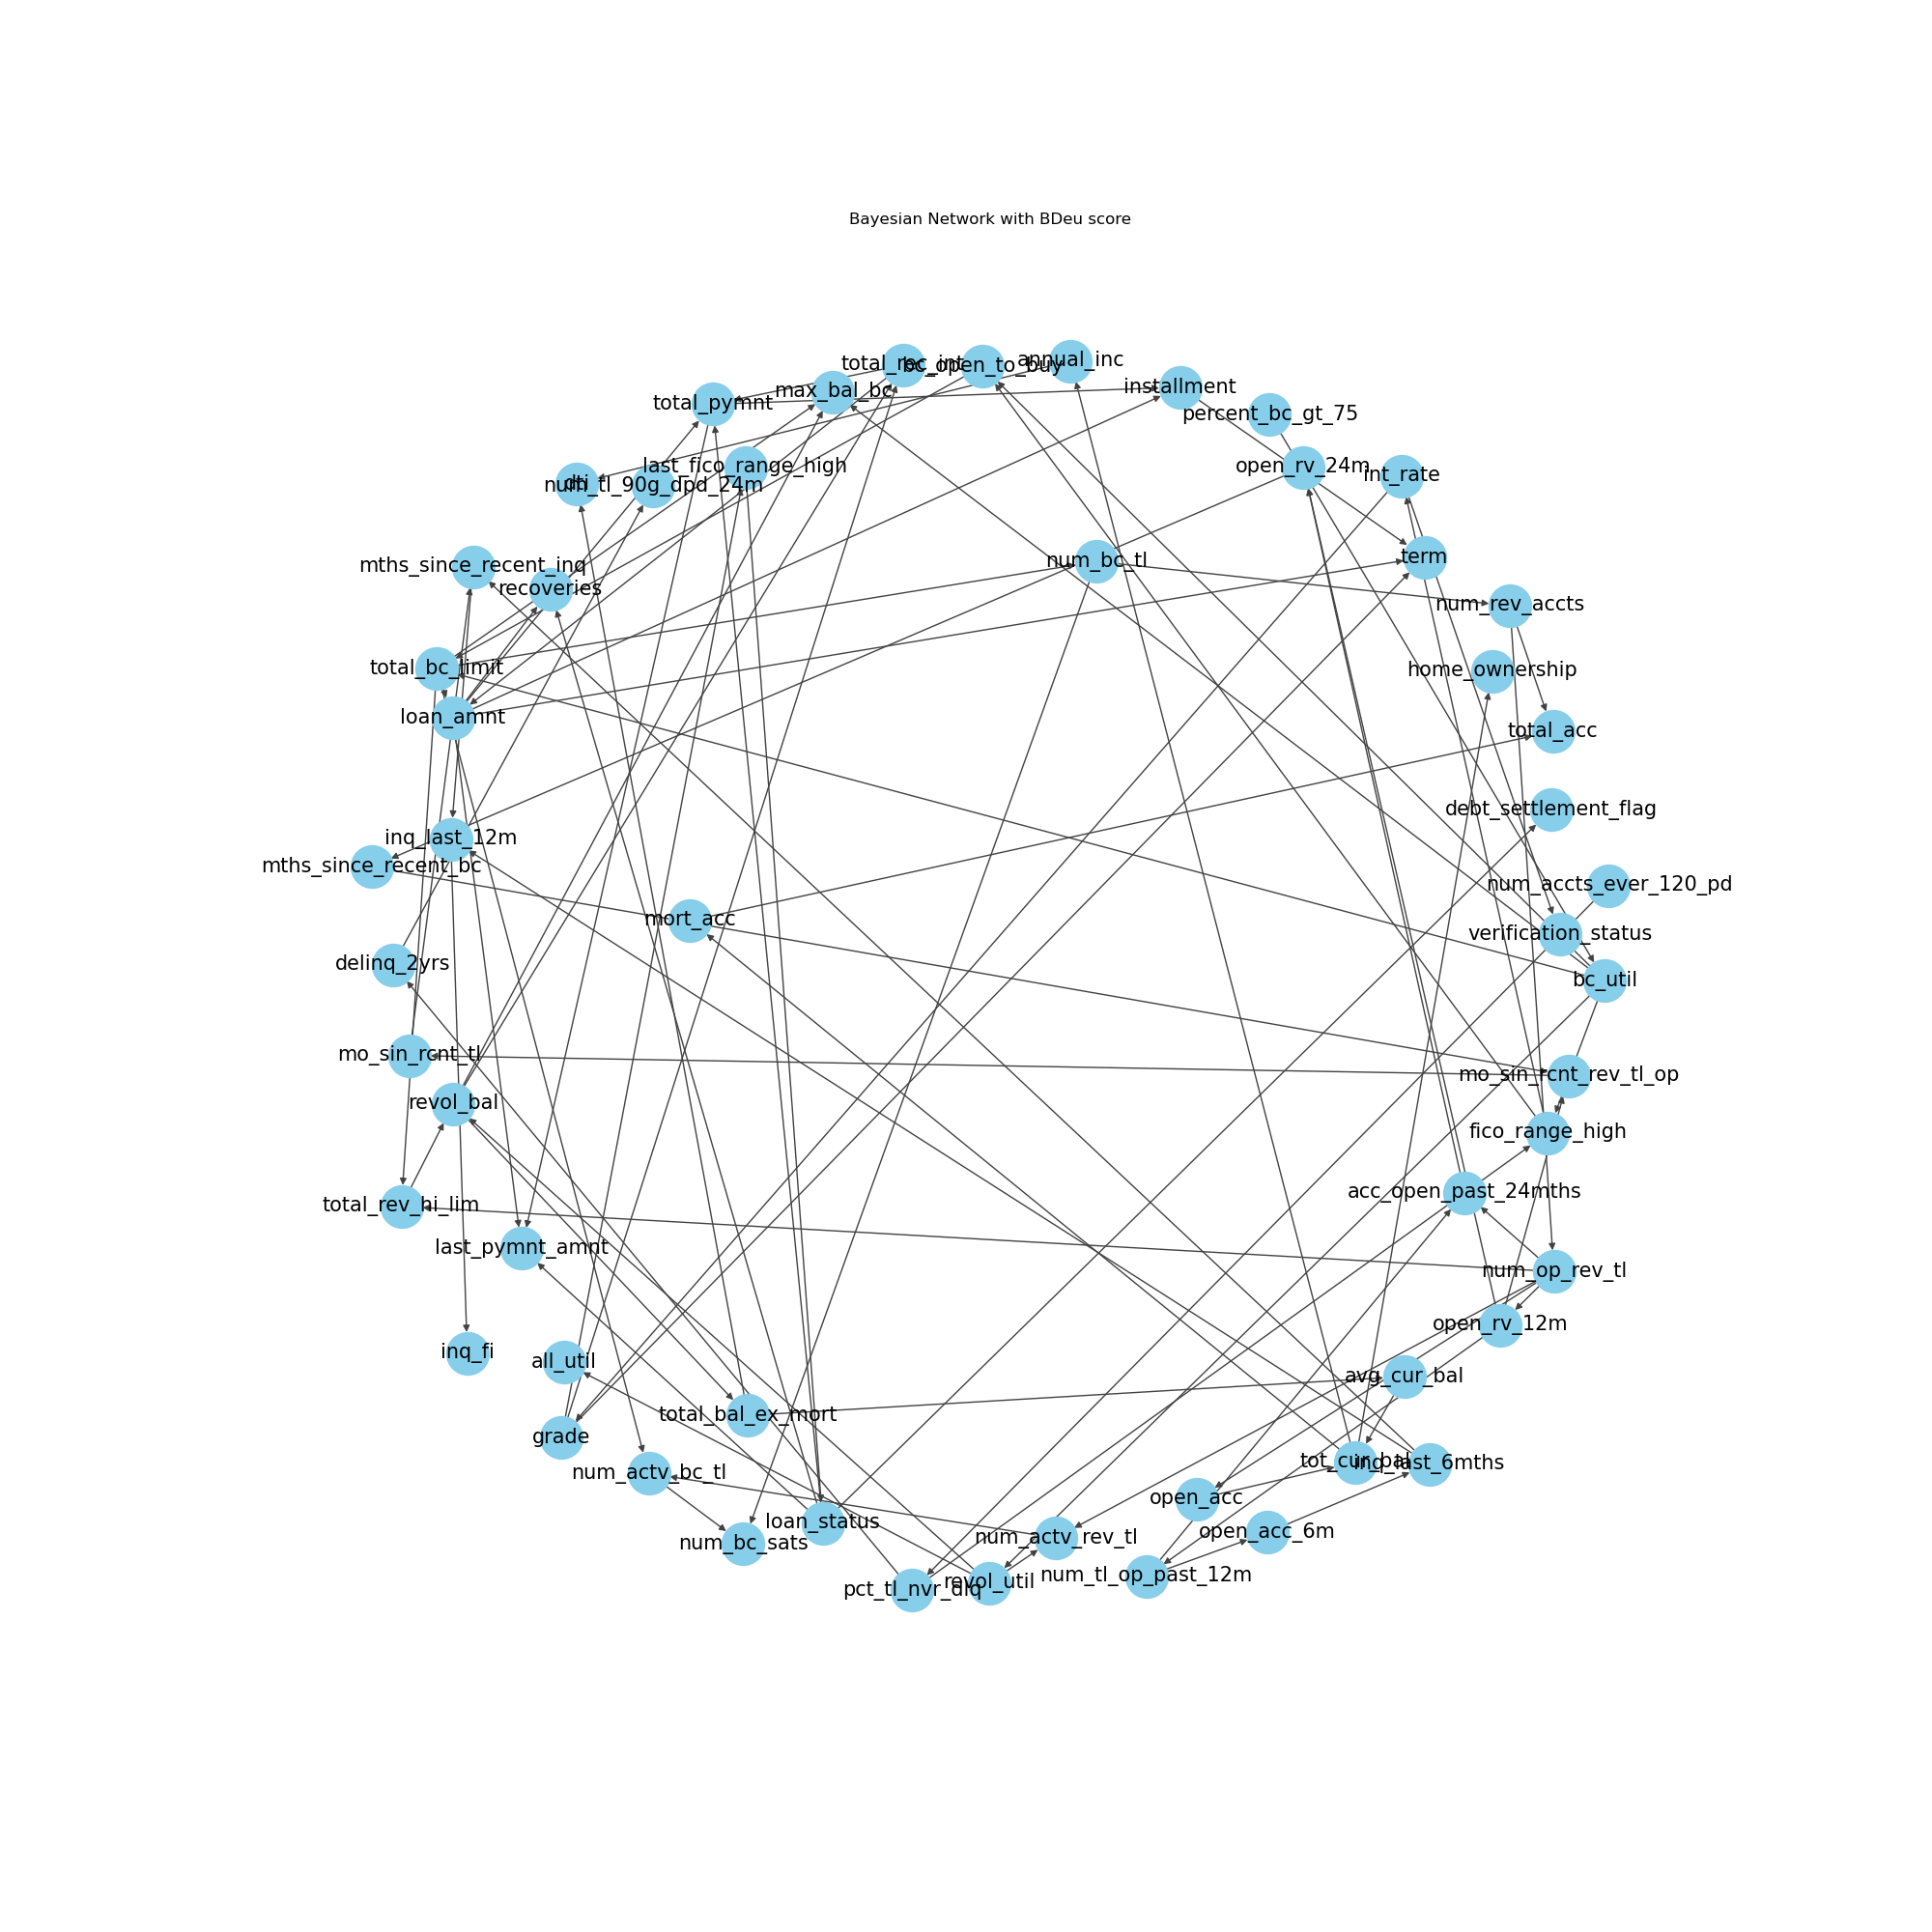 Bayesian Network with BDeu score
annual_inc
total_rec_int
bc_open_to_buy
installment
max_bal_bc
total_pymnt
percent_bc_gt_75
last_fico_range_high
open_rv_24m
int_rate
dti
num_tl_90g_dpd_24m
term
num_bc_tl
mths_since_recent_inq
recoveries
num_rev_accts
total_bc_limit
home_ownership
loan_amnt
total_acc
debt_settlement_flag
inq_last_12m
mths_since_recent_bc
num_accts_ever_120_pd
mort_acc
verification_status
delinq_2yrs
bc_util
mo_sin_rcnt_tl
mo_sin_rcnt_rev_tl_op
revol_bal
fico_range_high
acc_open_past_24mths
total_rev_hi_lim
last_pymnt_amnt
num_op_rev_tl
open_rv_12m
inq_fi
all_util
avg_cur_bal
total_bal_ex_mort
grade
tot_cur_bal
inq_last_6mths
num_actv_bc_tl
open_acc
loan_status
open_acc_6m
num_actv_rev_tl
num_bc_sats
num_tl_op_past_12m
revol_util
pct_tl_nvr_dlq